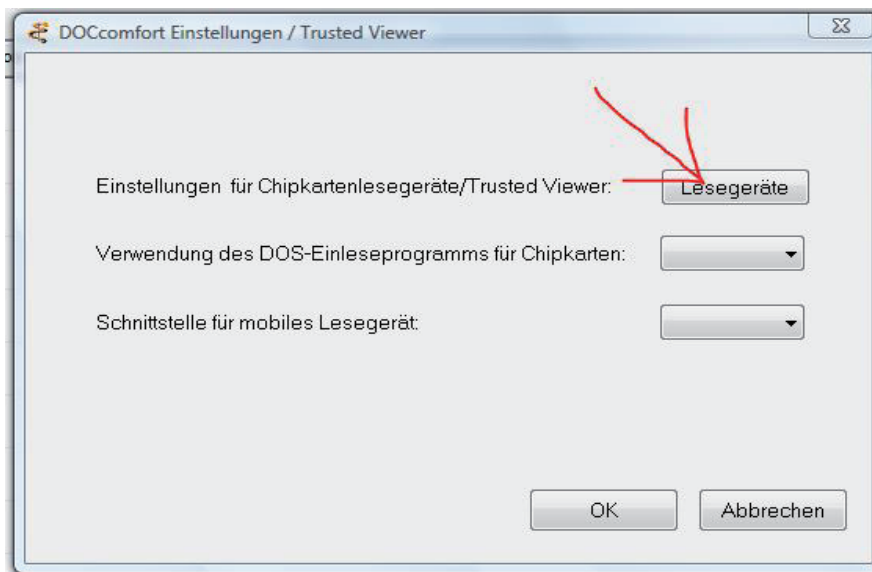 DOCcomfort Einstellungen / Trusted Viewer
Einstellungen für Chipkartenlesegeräte/Trusted Viewer:
Lesegeräte
Verwendung des DOS-Einleseprogramms für Chipkarten:
Schnittstelle für mobiles Lesegerät:
OK
Abbrechen